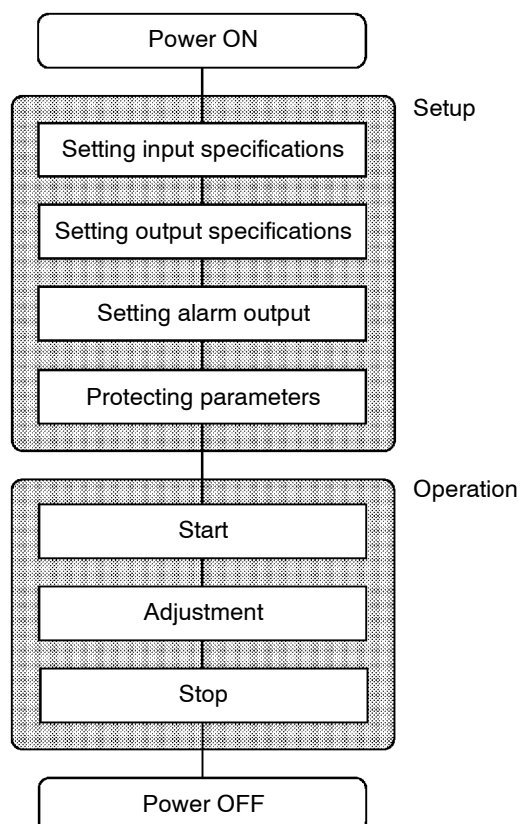 Power ON
Setup
Setting input specifications
Setting output specifications
Setting alarm output
Protecting parameters
Operation
Start
Adjustment
Stop
Power OFF